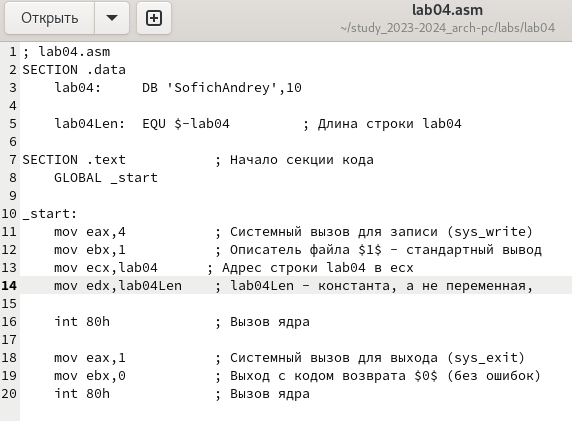 Открыть
lab04.asm
~/study_2023-2024_arch-pc/labs/lab04
1 ; lab04.asm
2 SECTION .data
3     lab04:     DB 'SofichAndrey',10
4
5     lab04Len:  EQU $-lab04         ; Длина строки lab04
6
7 SECTION .text           ; Начало секции кода
8     GLOBAL _start
9
10 _start:
11     mov eax,4           ; Системный вызов для записи (sys_write)
12     mov ebx,1           ; Описатель файла $1$ - стандартный вывод
13     mov ecx,lab04      ; Адрес строки lab04 в ecx
14     mov edx,lab04Len    ; lab04Len - константа, а не переменная,
15
16     int 80h             ; Вызов ядра
17
18     mov eax,1           ; Системный вызов для выхода (sys_exit)
19     mov ebx,0           ; Выход с кодом возврата $0$ (без ошибок)
20     int 80h             ; Вызов ядра